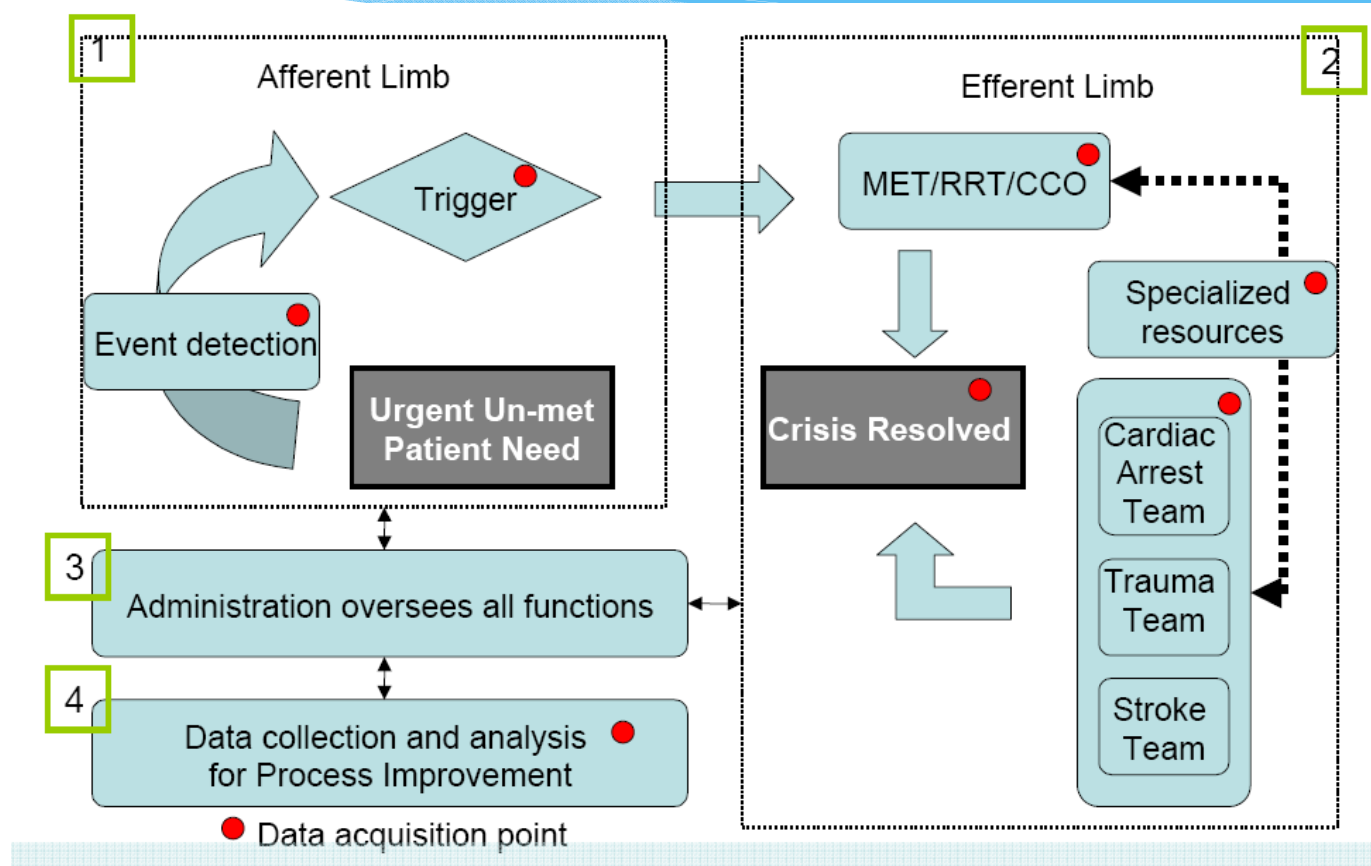 1
Afferent Limb
Trigger
Event detection
Urgent Un-met
Patient Need
2
Efferent Limb
MET/RRT/CCO
Specialized
resources
Crisis Resolved
Cardiac
Arrest
Team
Trauma
Team
Stroke
Team
3
Administration oversees all functions
4
Data collection and analysis
for Process Improvement
Data acquisition point